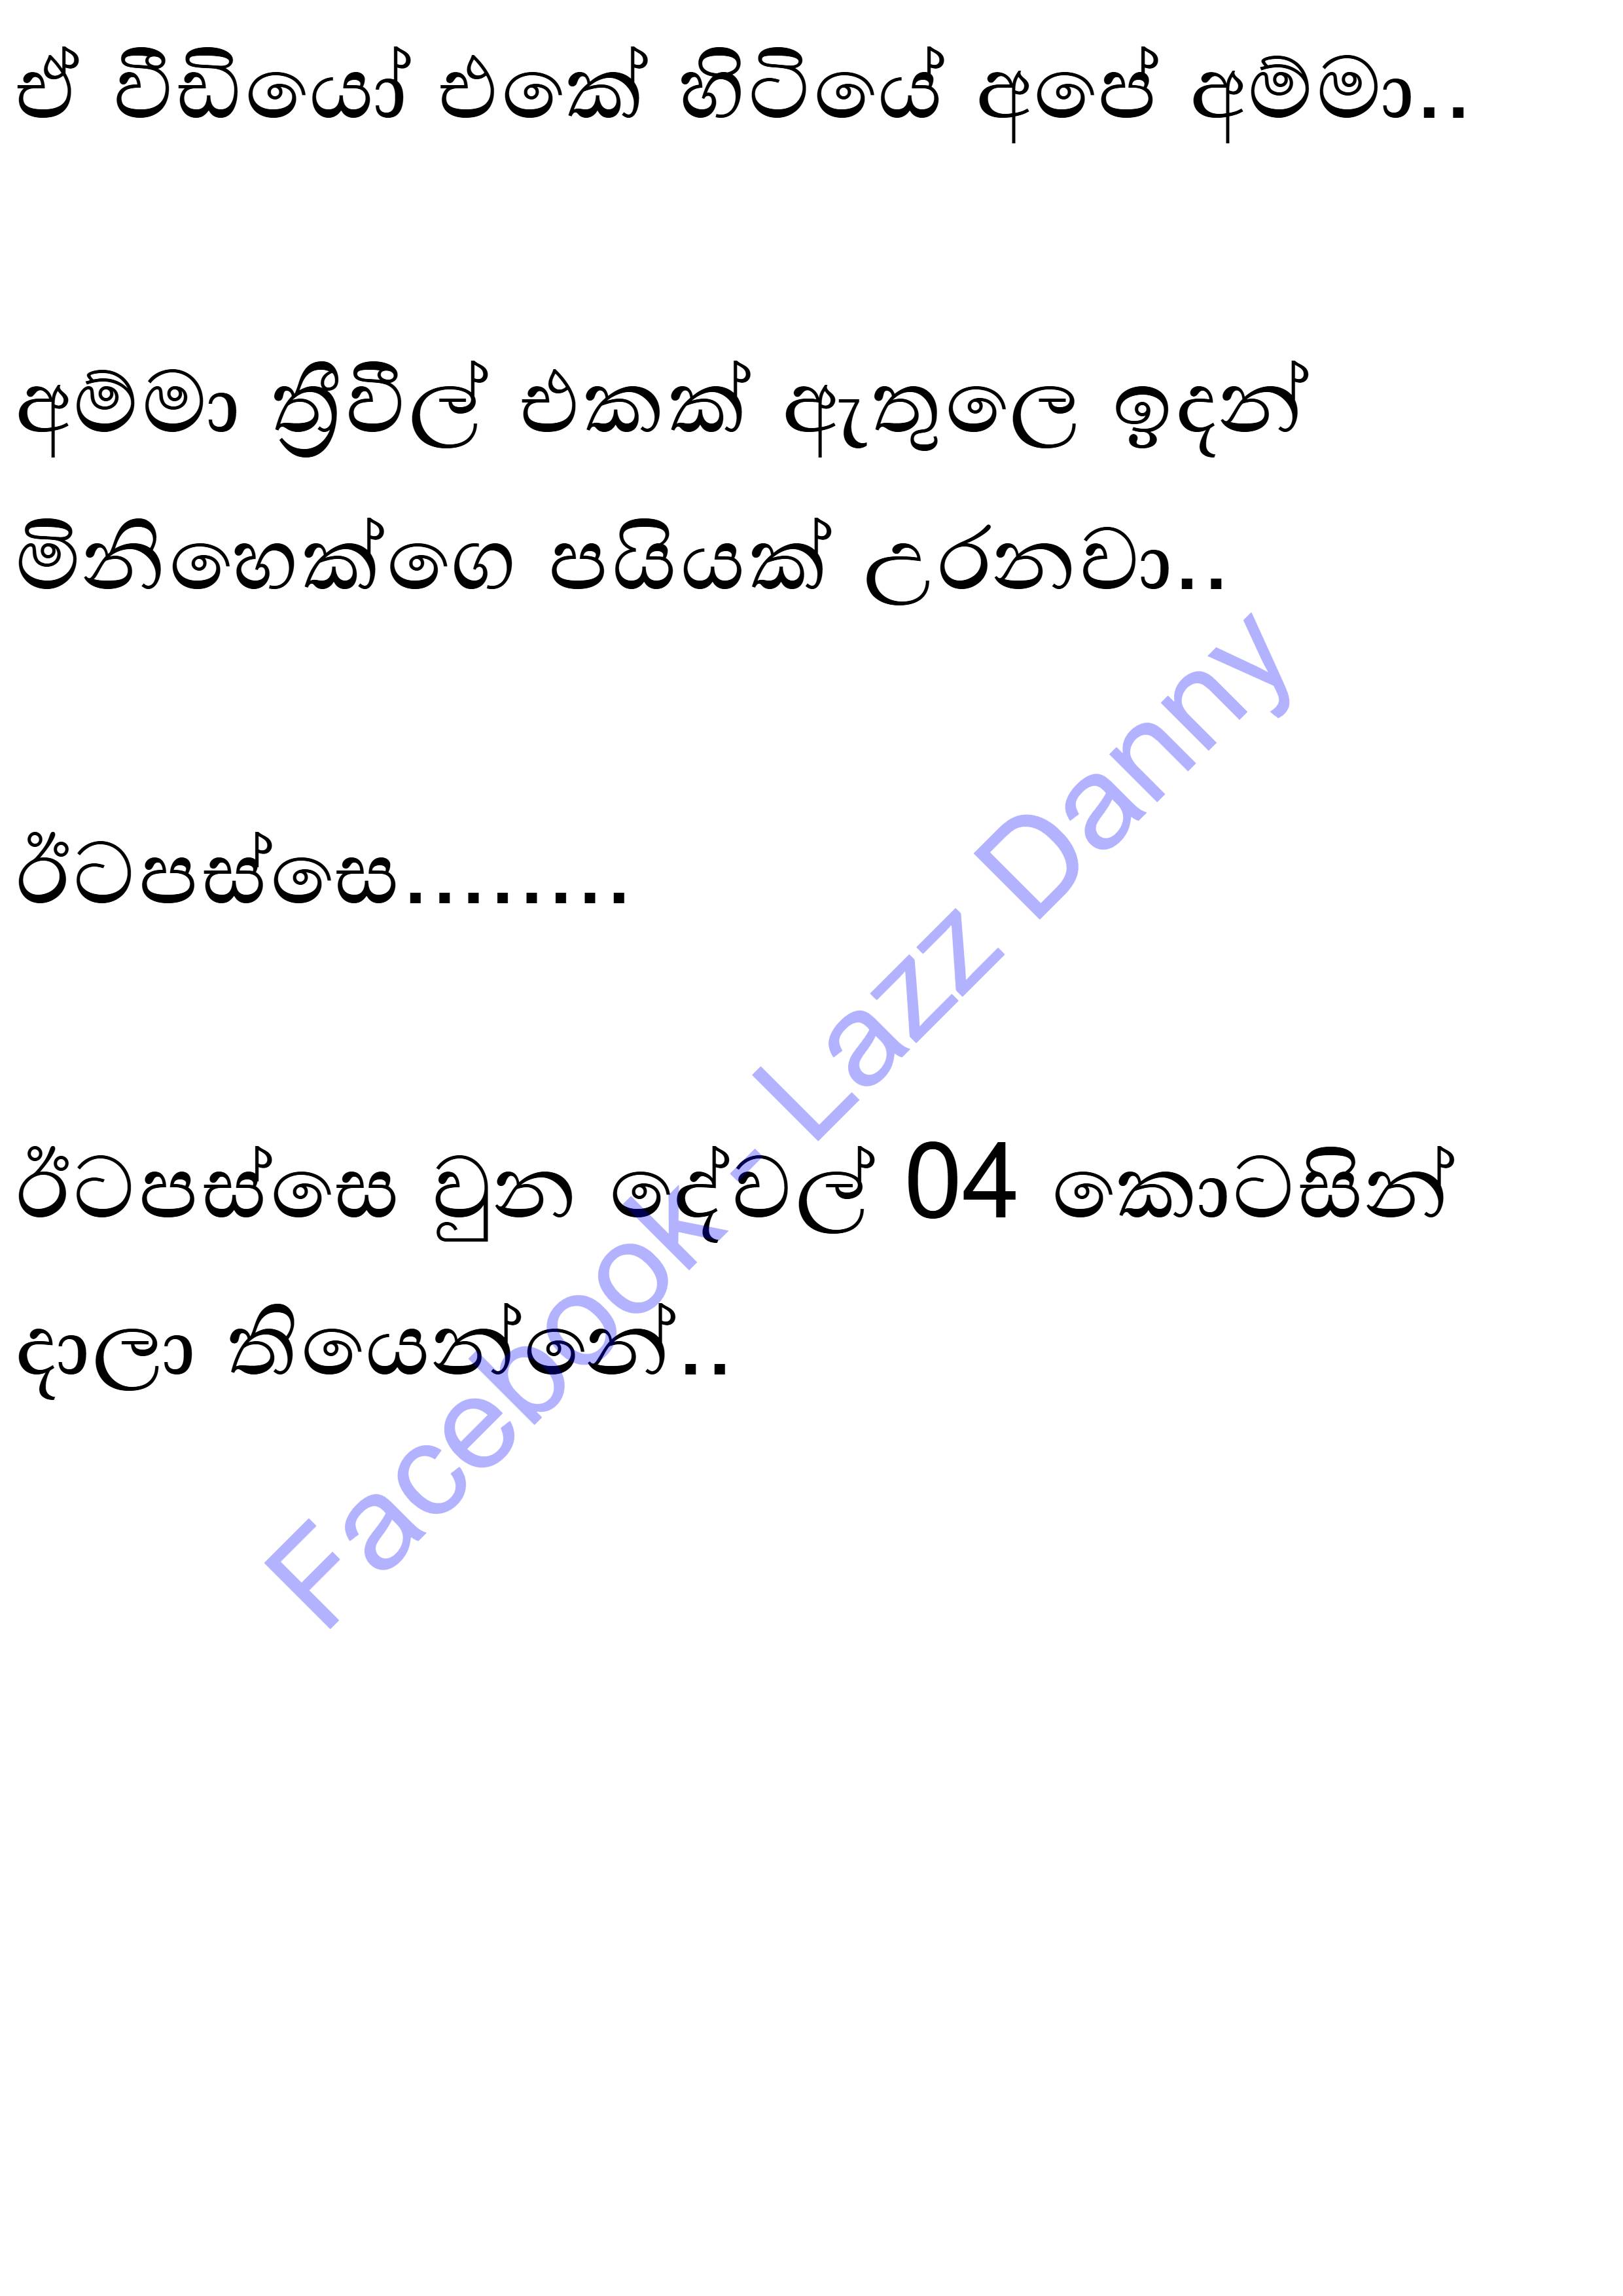 ඒ වීඩියෝ එකේ හිටියේ අපේ අම්මා..
අම්මා ත්‍රීවීල් එකක් ඇතුලෙ ඉදන්
මිනිහෙක්ගෙ පයියක් උරනවා..
ඊටපස්සෙ........
ඊටපස්සෙ වුන දේවල් 04 කොටසින්
දාලා තියෙන්නේ..
Facebook - Lazz Danny